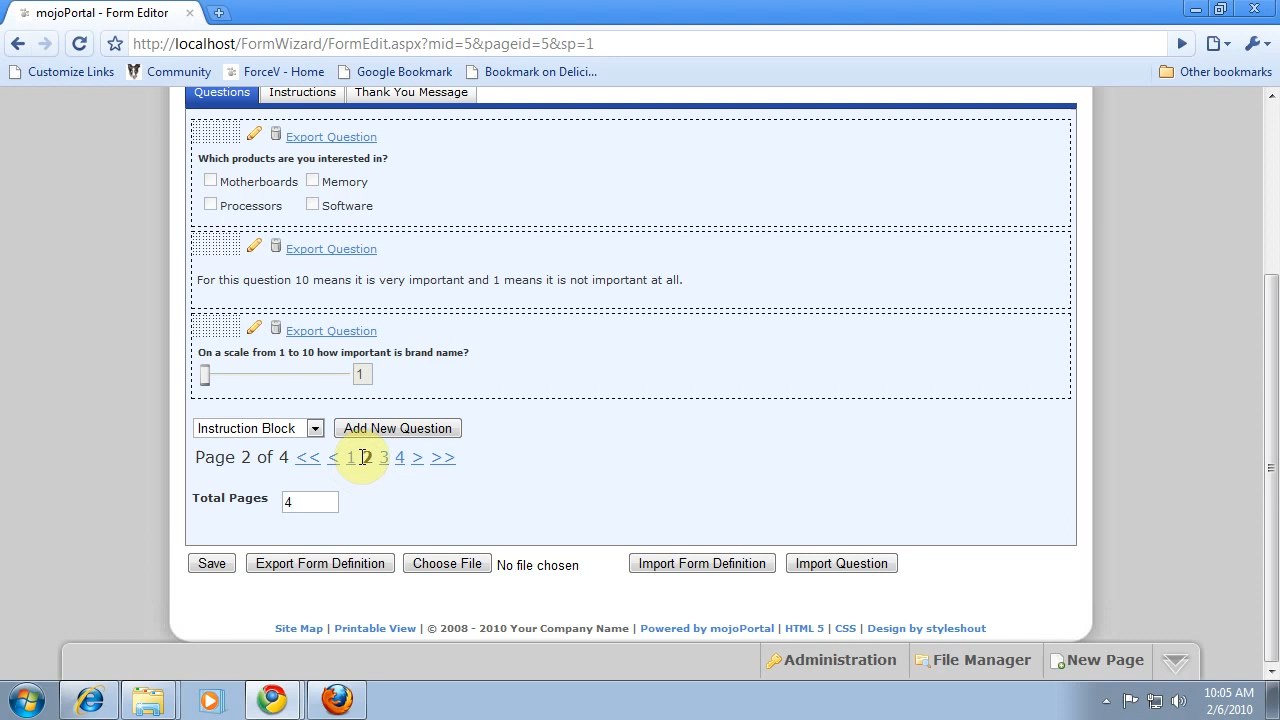 mojoPortal - Form Editor
http://localhost/FormWizard/FormEdit.aspx?mid=5&pageid=5&sp=1
Customize Links Community ForceV - Home Google Bookmark Bookmark on Delici... Other bookmarks
Questions Instructions Thank You Message
Export Question
Which products are you interested in?
Motherboards Memory
Processors Software
Export Question
For this question 10 means it is very important and 1 means it is not important at all.
Export Question
On a scale from 1 to 10 how important is brand name?
1
Instruction Block Add New Question
Page 2 of 4 << < 1 2 3 4 > >>
Total Pages 4
Save Export Form Definition Choose File No file chosen Import Form Definition Import Question
Site Map | Printable View | © 2008 - 2010 Your Company Name | Powered by mojoPortal | HTML 5 | CSS | Design by styleshout
Administration File Manager New Page
10:05 AM
2/6/2010